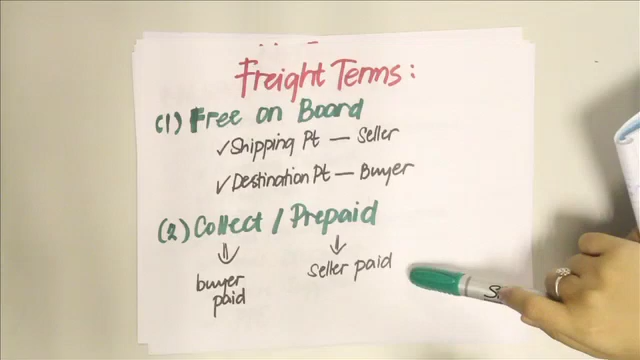 Freight Terms:
(1) Free on Board
✓ Shipping Pt — Seller
✓ Destination Pt — Buyer
(2) Collect / Prepaid
⇓ ↓
buyer paid
seller paid